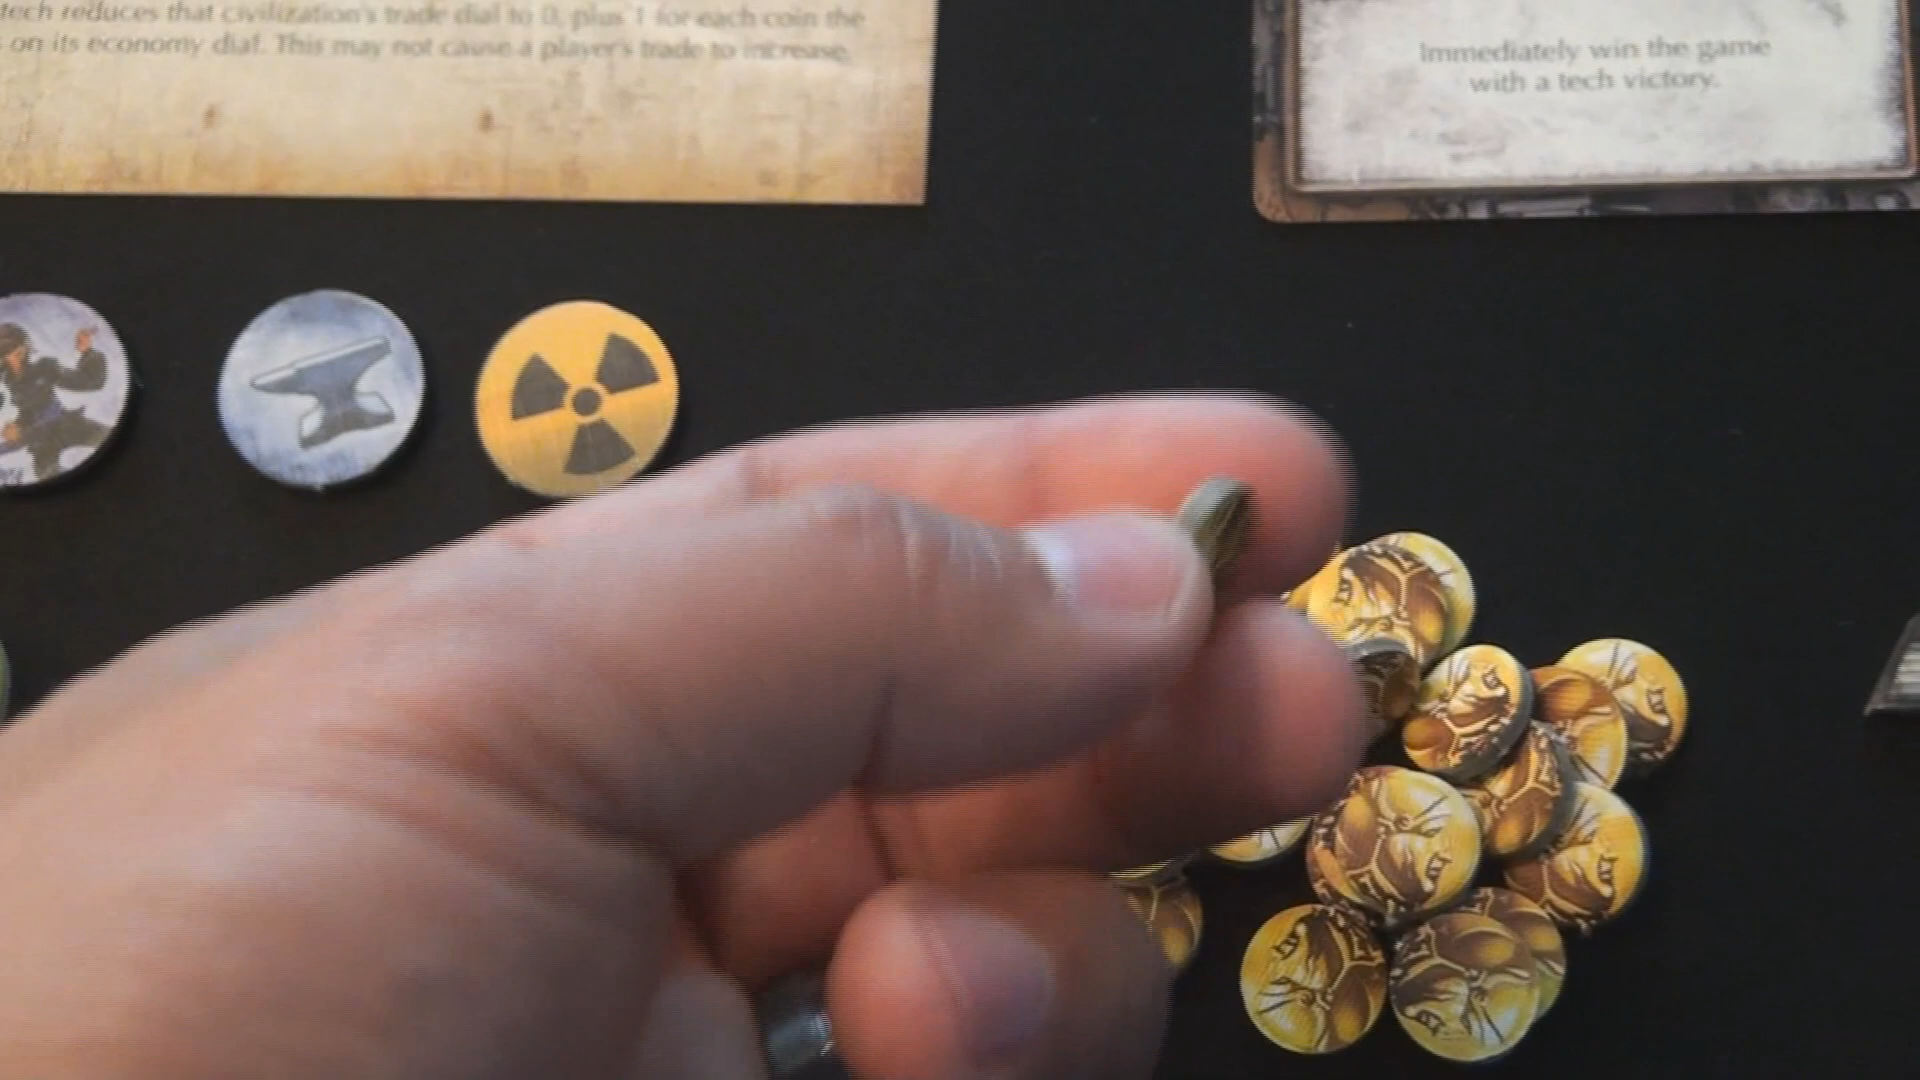 tech reduces that civilization's trade dial to 0, plus 1 for each coin the
on its economy dial. This may not cause a player's trade to increase.
Immediately win the game
with a tech victory.